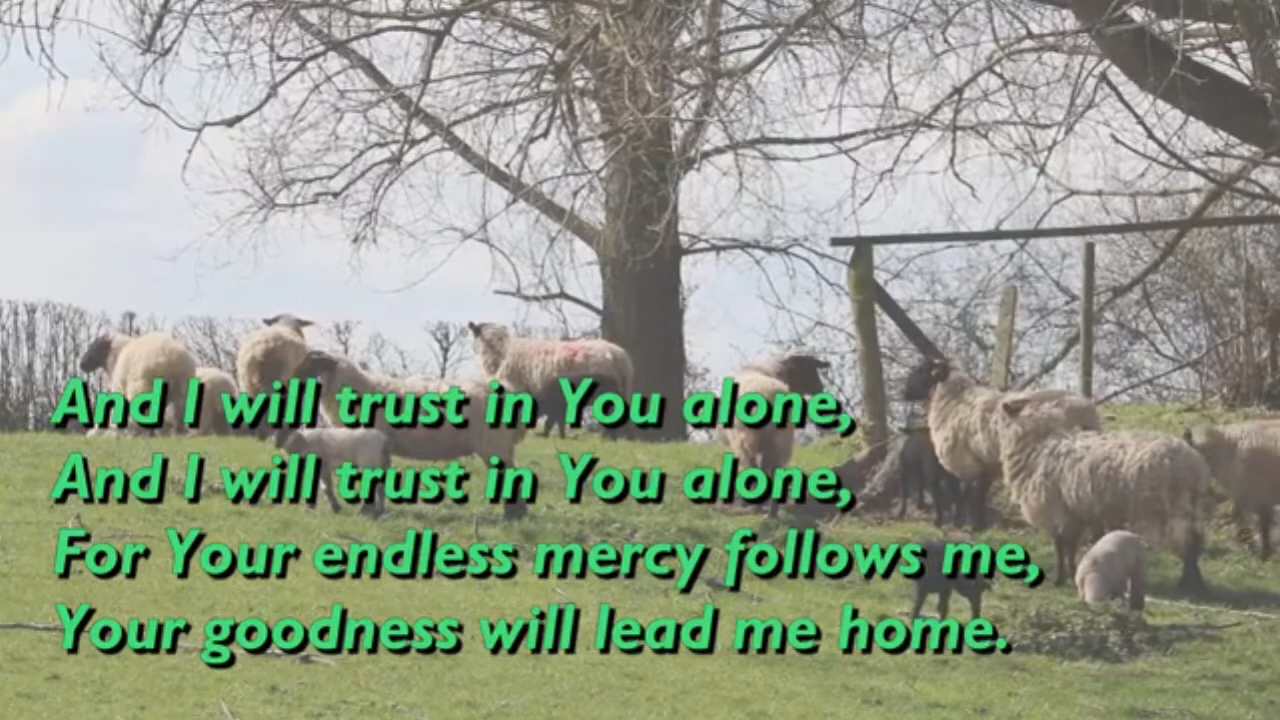 And I will trust in You alone,
And I will trust in You alone,
For Your endless mercy follows me,
Your goodness will lead me home.